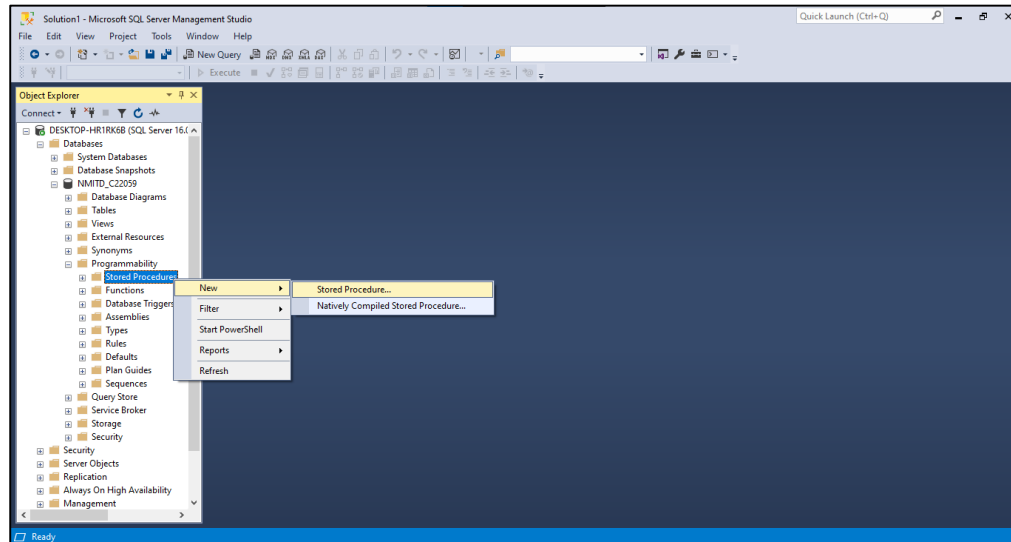 Solution1 - Microsoft SQL Server Management Studio
Quick Launch (Ctrl+Q)
File Edit View Project Tools Window Help
New Query
Execute
Object Explorer
Connect
DESKTOP-HR1RK6B (SQL Server 16.0
Databases
System Databases
Database Snapshots
NMITD_C22059
Database Diagrams
Tables
Views
External Resources
Synonyms
Programmability
Stored Procedures
Functions
Database Triggers
Assemblies
Types
Rules
Defaults
Plan Guides
Sequences
Query Store
Service Broker
Storage
Security
Security
Server Objects
Replication
Always On High Availability
Management
New
Filter
Start PowerShell
Reports
Refresh
Stored Procedure...
Natively Compiled Stored Procedure...
Ready